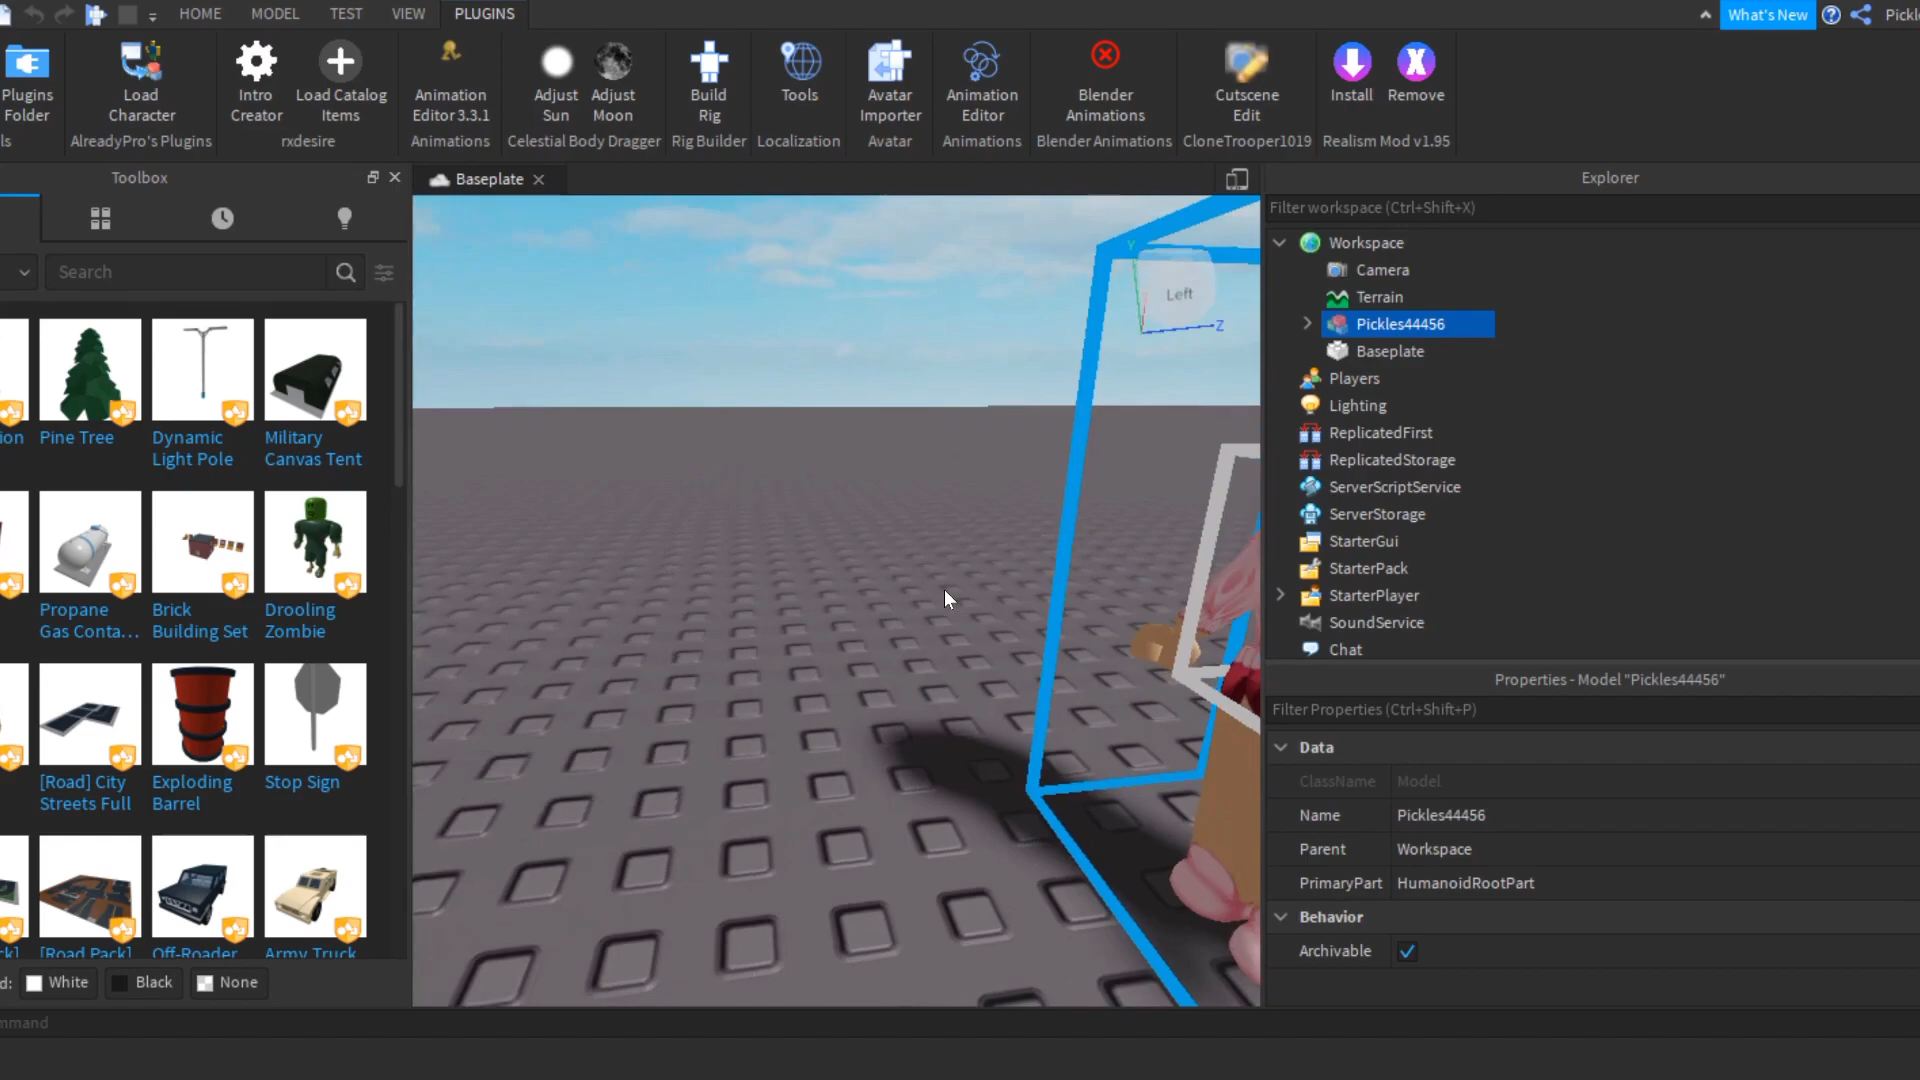 HOME MODEL TEST VIEW PLUGINS What's New Pickl
Plugins Folder
Load Character
Intro Creator
Load Catalog Items
Animation Editor 3.3.1
Adjust Sun
Adjust Moon
Build Rig
Tools
Avatar Importer
Animation Editor
Blender Animations
Cutscene Edit
Install
Remove
ls AlreadyPro's Plugins rxdesire Animations Celestial Body Dragger Rig Builder Localization Avatar Animations Blender Animations CloneTrooper1019 Realism Mod v1.95
Toolbox
Search
ion
Pine Tree
Dynamic Light Pole
Military Canvas Tent
Propane Gas Conta...
Brick Building Set
Drooling Zombie
[Road] City Streets Full
Exploding Barrel
Stop Sign
ck]
[Road Pack]
Off-Roader
Army Truck
d: White Black None
mmand
Baseplate
Y
Left
Z
Explorer
Filter workspace (Ctrl+Shift+X)
Workspace
Camera
Terrain
Pickles44456
Baseplate
Players
Lighting
ReplicatedFirst
ReplicatedStorage
ServerScriptService
ServerStorage
StarterGui
StarterPack
StarterPlayer
SoundService
Chat
Properties - Model "Pickles44456"
Filter Properties (Ctrl+Shift+P)
Data
ClassName Model
Name Pickles44456
Parent Workspace
PrimaryPart HumanoidRootPart
Behavior
Archivable